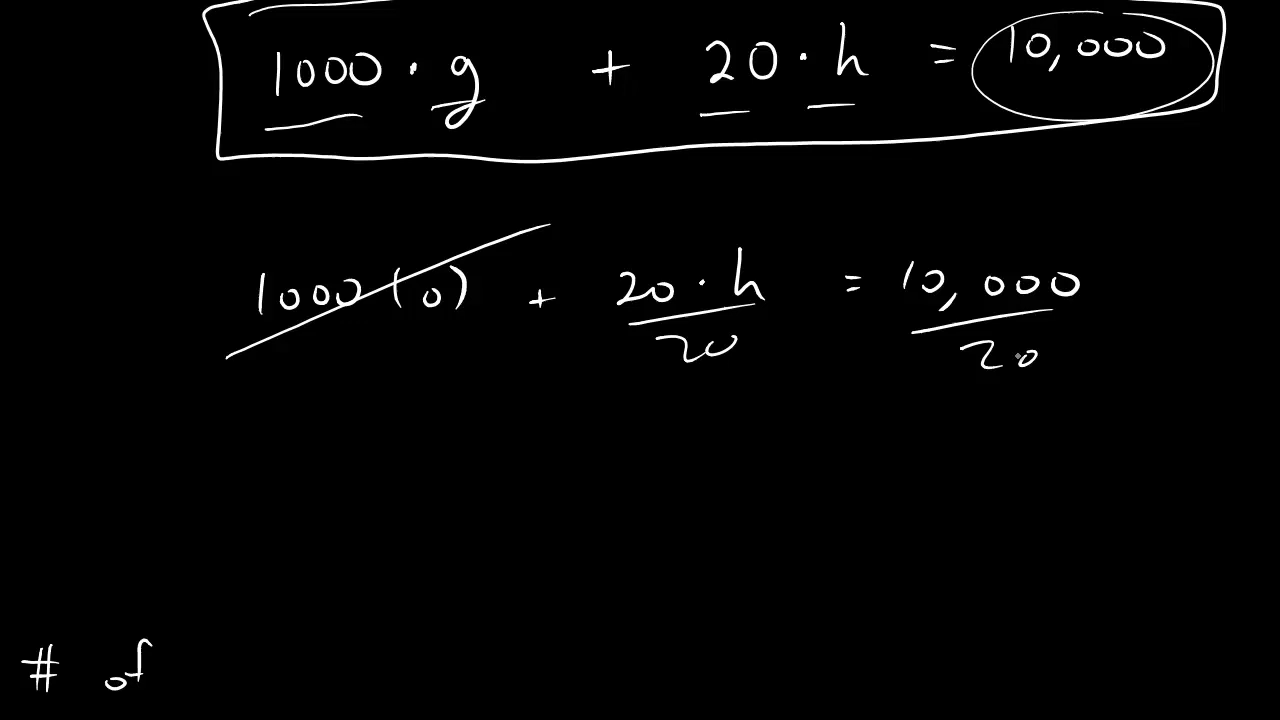 1000 · g + 20 · h = 10,000
1000 (0) + 20 · h = 10,000
20 20
# of